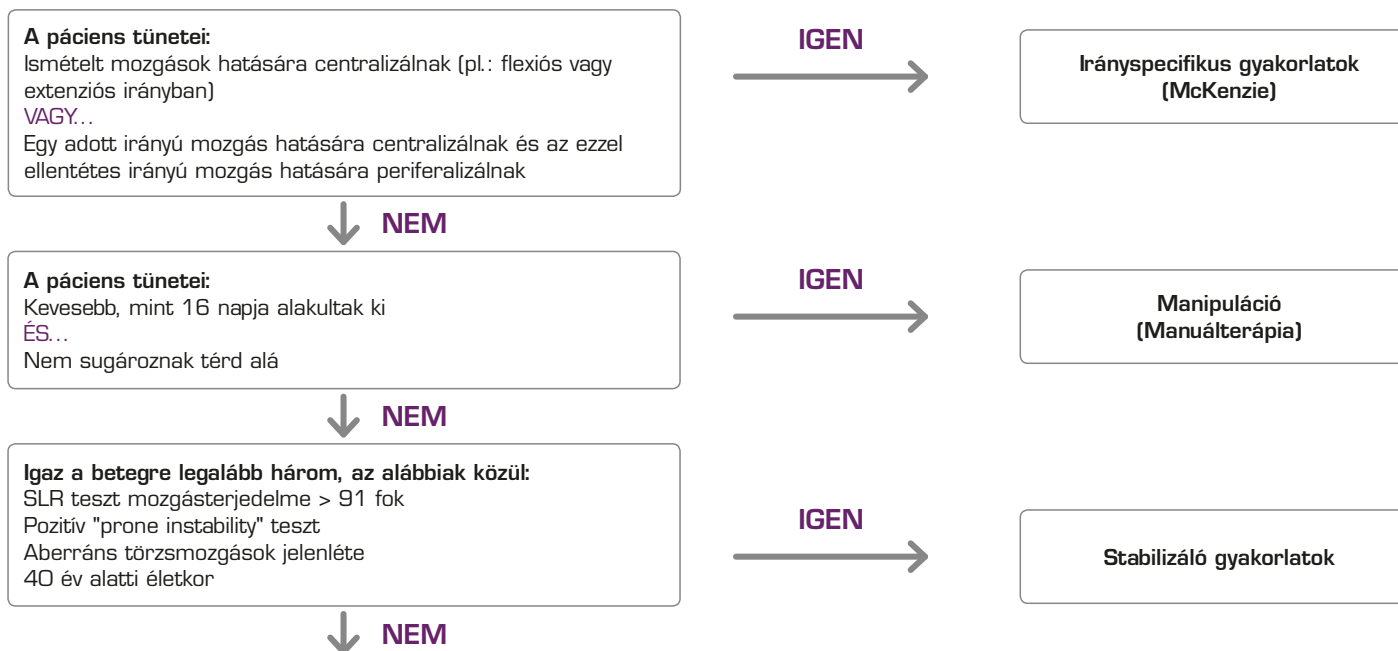 A páciens tünetei:
Ismételt mozgások hatására centralizálnak (pl.: flexiós vagy
extenziós irányban)
VAGY...
Egy adott irányú mozgás hatására centralizálnak és az ezzel
ellentétes irányú mozgás hatására periferalizálnak
IGEN
Irányspecifikus gyakorlatok
(McKenzie)
NEM
A páciens tünetei:
Kevesebb, mint 16 napja alakultak ki
ÉS...
Nem sugároznak térd alá
IGEN
Manipuláció
(Manuálterápia)
NEM
Igaz a betegre legalább három, az alábbiak közül:
SLR teszt mozgásterjedelme > 91 fok
Pozitív "prone instability" teszt
Aberráns törzsmozgások jelenléte
40 év alatti életkor
IGEN
Stabilizáló gyakorlatok
NEM